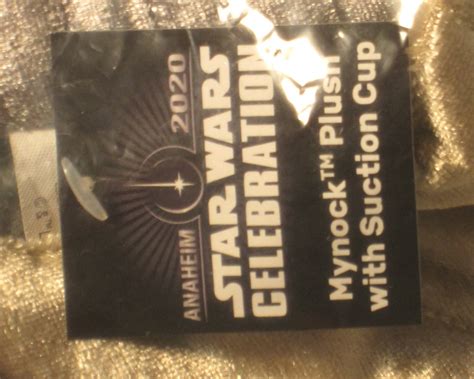 STAR WARS
CELEBRATION
ANAHEIM 2020
Mynock™ Plush
with Suction Cup